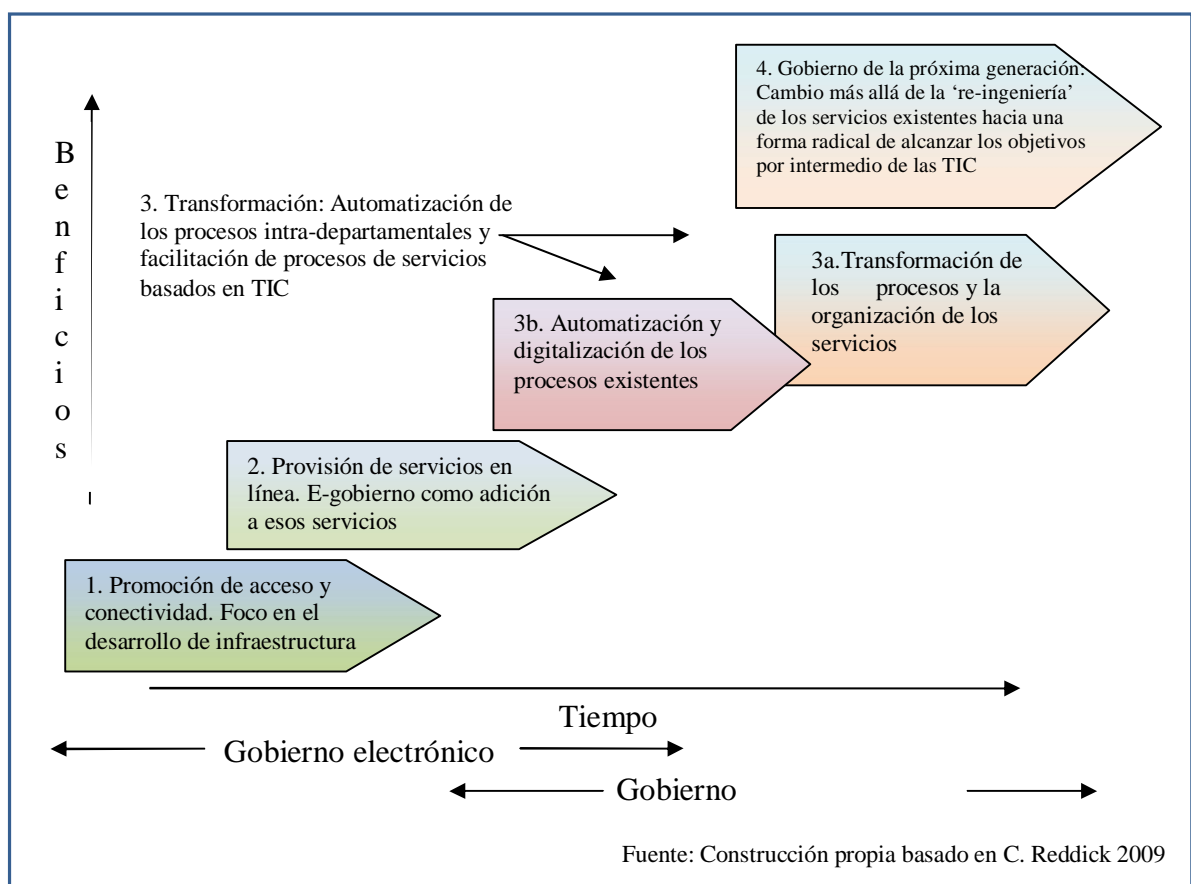 4. Gobierno de la próxima generación:
Cambio más allá de la ‘re-ingeniería’
de los servicios existentes hacia una
forma radical de alcanzar los objetivos
por intermedio de las TIC
B
e
n
f
i
c
i
o
s
3. Transformación: Automatización de
los procesos intra-departamentales y
facilitación de procesos de servicios
basados en TIC
3a.Transformación de
los procesos y la
organización de los
servicios
3b. Automatización y
digitalización de los
procesos existentes
2. Provisión de servicios en
línea. E-gobierno como adición
a esos servicios
1. Promoción de acceso y
conectividad. Foco en el
desarrollo de infraestructura
Tiempo
Gobierno electrónico
Gobierno
Fuente: Construcción propia basado en C. Reddick 2009